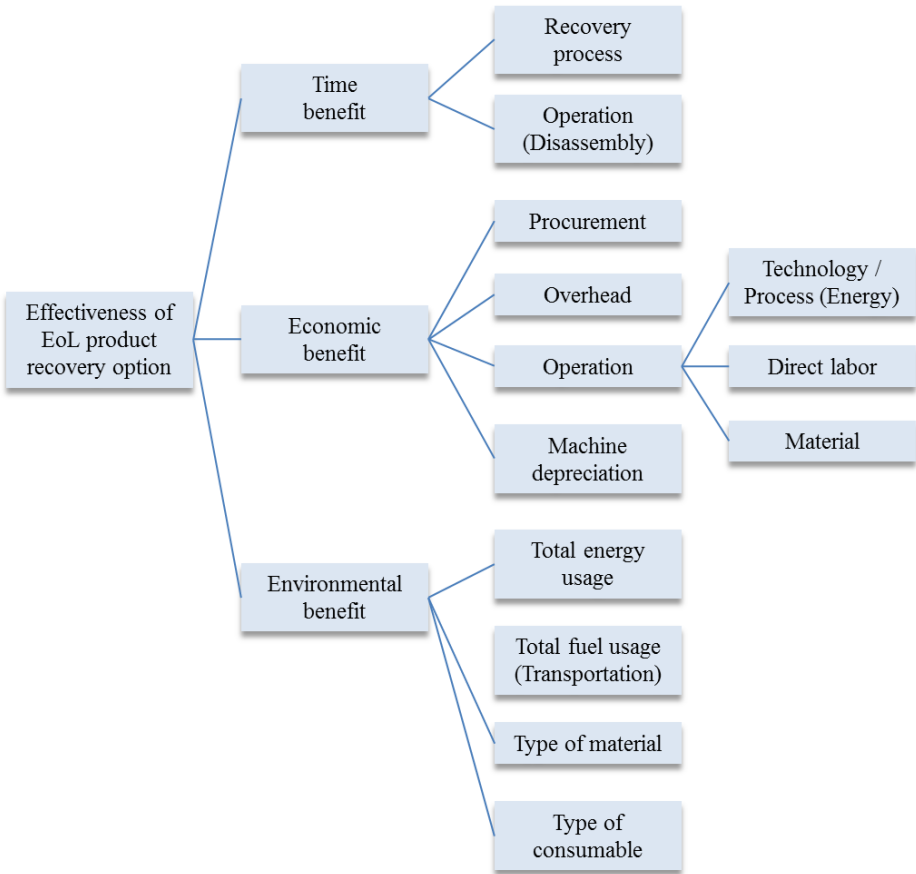 Effectiveness of
EoL product
recovery option
Time
benefit
Recovery
process
Operation
(Disassembly)
Economic
benefit
Procurement
Overhead
Operation
Machine
depreciation
Technology /
Process (Energy)
Direct labor
Material
Environmental
benefit
Total energy
usage
Total fuel usage
(Transportation)
Type of material
Type of
consumable